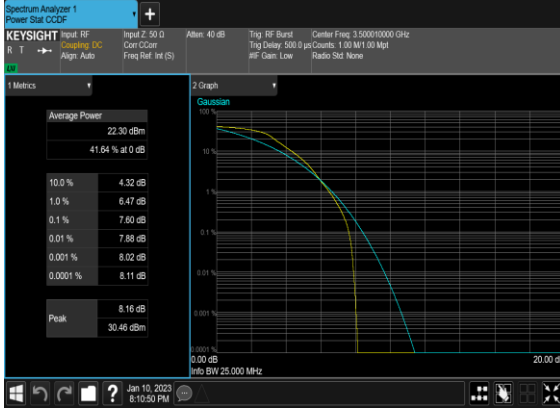 Spectrum Analyzer 1
Power Stat CCDF
+
KEYSIGHT
R T
LU
Input: RF
Coupling: DC
Align: Auto
Input Z: 50 Ω
Corr CCorr
Freq Ref: Int (S)
Atten: 40 dB
Trig: RF Burst
Trig Delay: 500.0 µs
#IF Gain: Low
Center Freq: 3.500010000 GHz
Counts: 1.00 M/1.00 Mpt
Radio Std: None
1 Metrics
Average Power
22.30 dBm
41.64 % at 0 dB
10.0 % 4.32 dB
1.0 % 6.47 dB
0.1 % 7.60 dB
0.01 % 7.88 dB
0.001 % 8.02 dB
0.0001 % 8.11 dB
Peak
8.16 dB
30.46 dBm
2 Graph
Gaussian
100 %
10 %
1 %
0.1 %
0.01 %
0.001 %
0.0001 %
0.00 dB
20.00 d
Info BW 25.000 MHz
?
Jan 10, 2023
8:10:50 PM